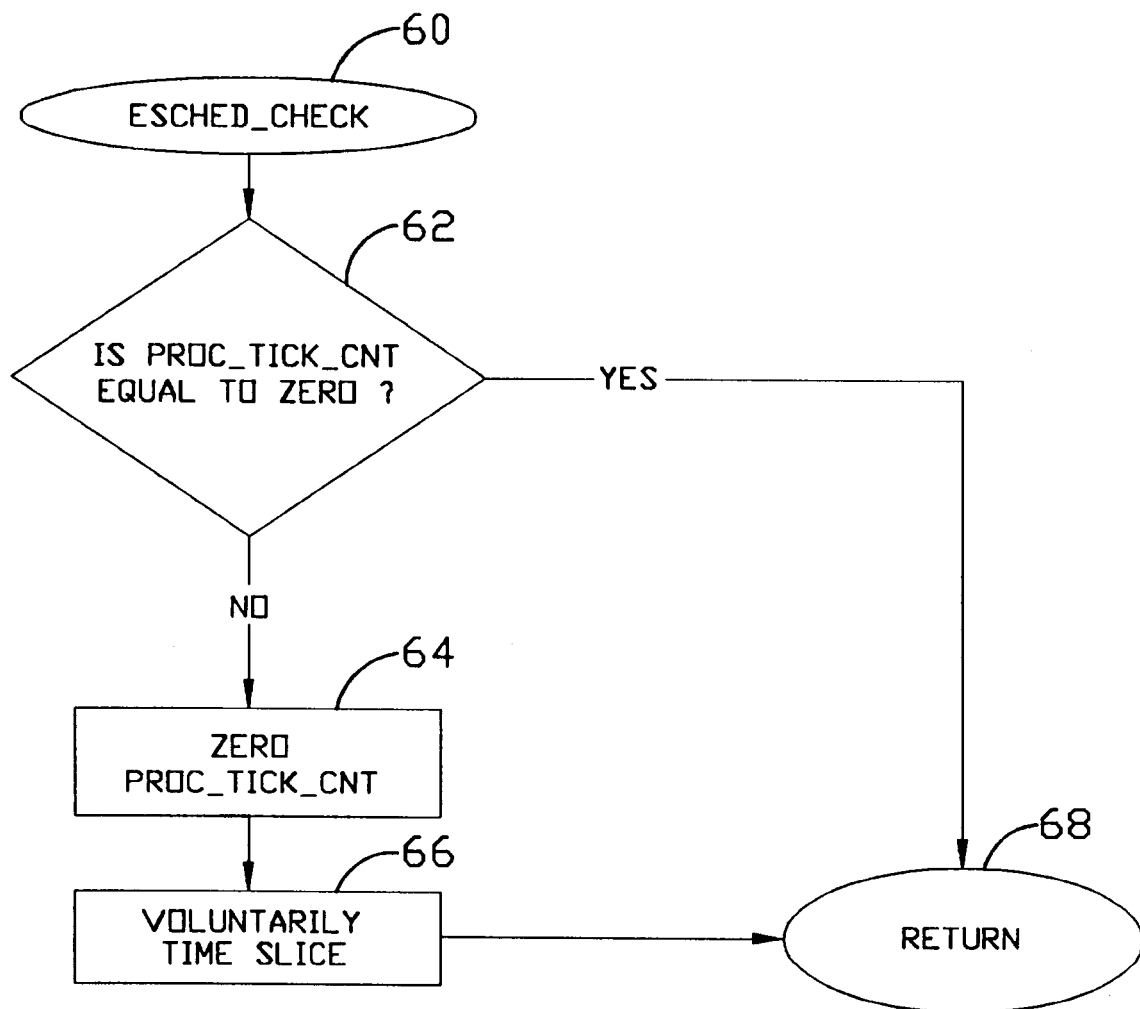 60
ESCHED_CHECK
62
IS PROC_TICK_CNT
EQUAL TO ZERO ?
YES
NO
64
ZERO
PROC_TICK_CNT
66
VOLUNTARILY
TIME SLICE
68
RETURN